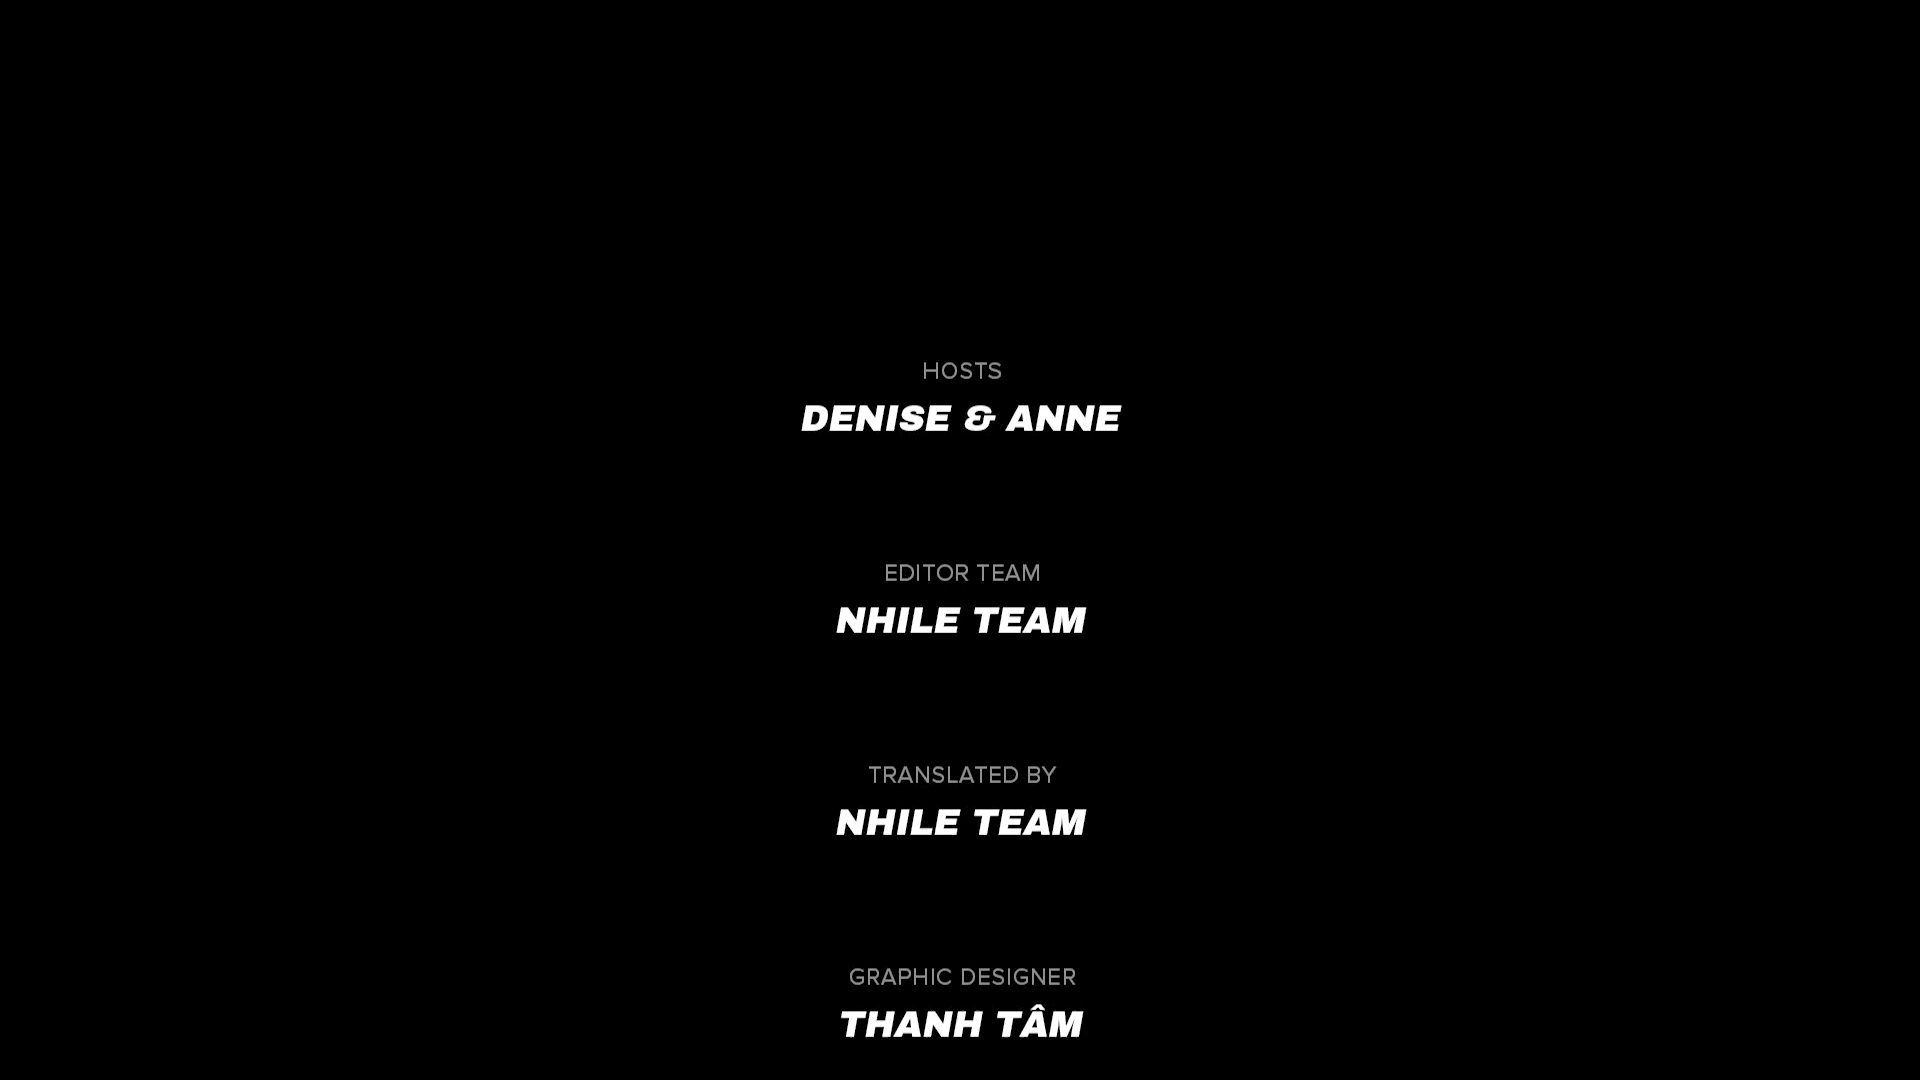 HOSTS
DENISE & ANNE
EDITOR TEAM
NHILE TEAM
TRANSLATED BY
NHILE TEAM
GRAPHIC DESIGNER
THANH TÂM